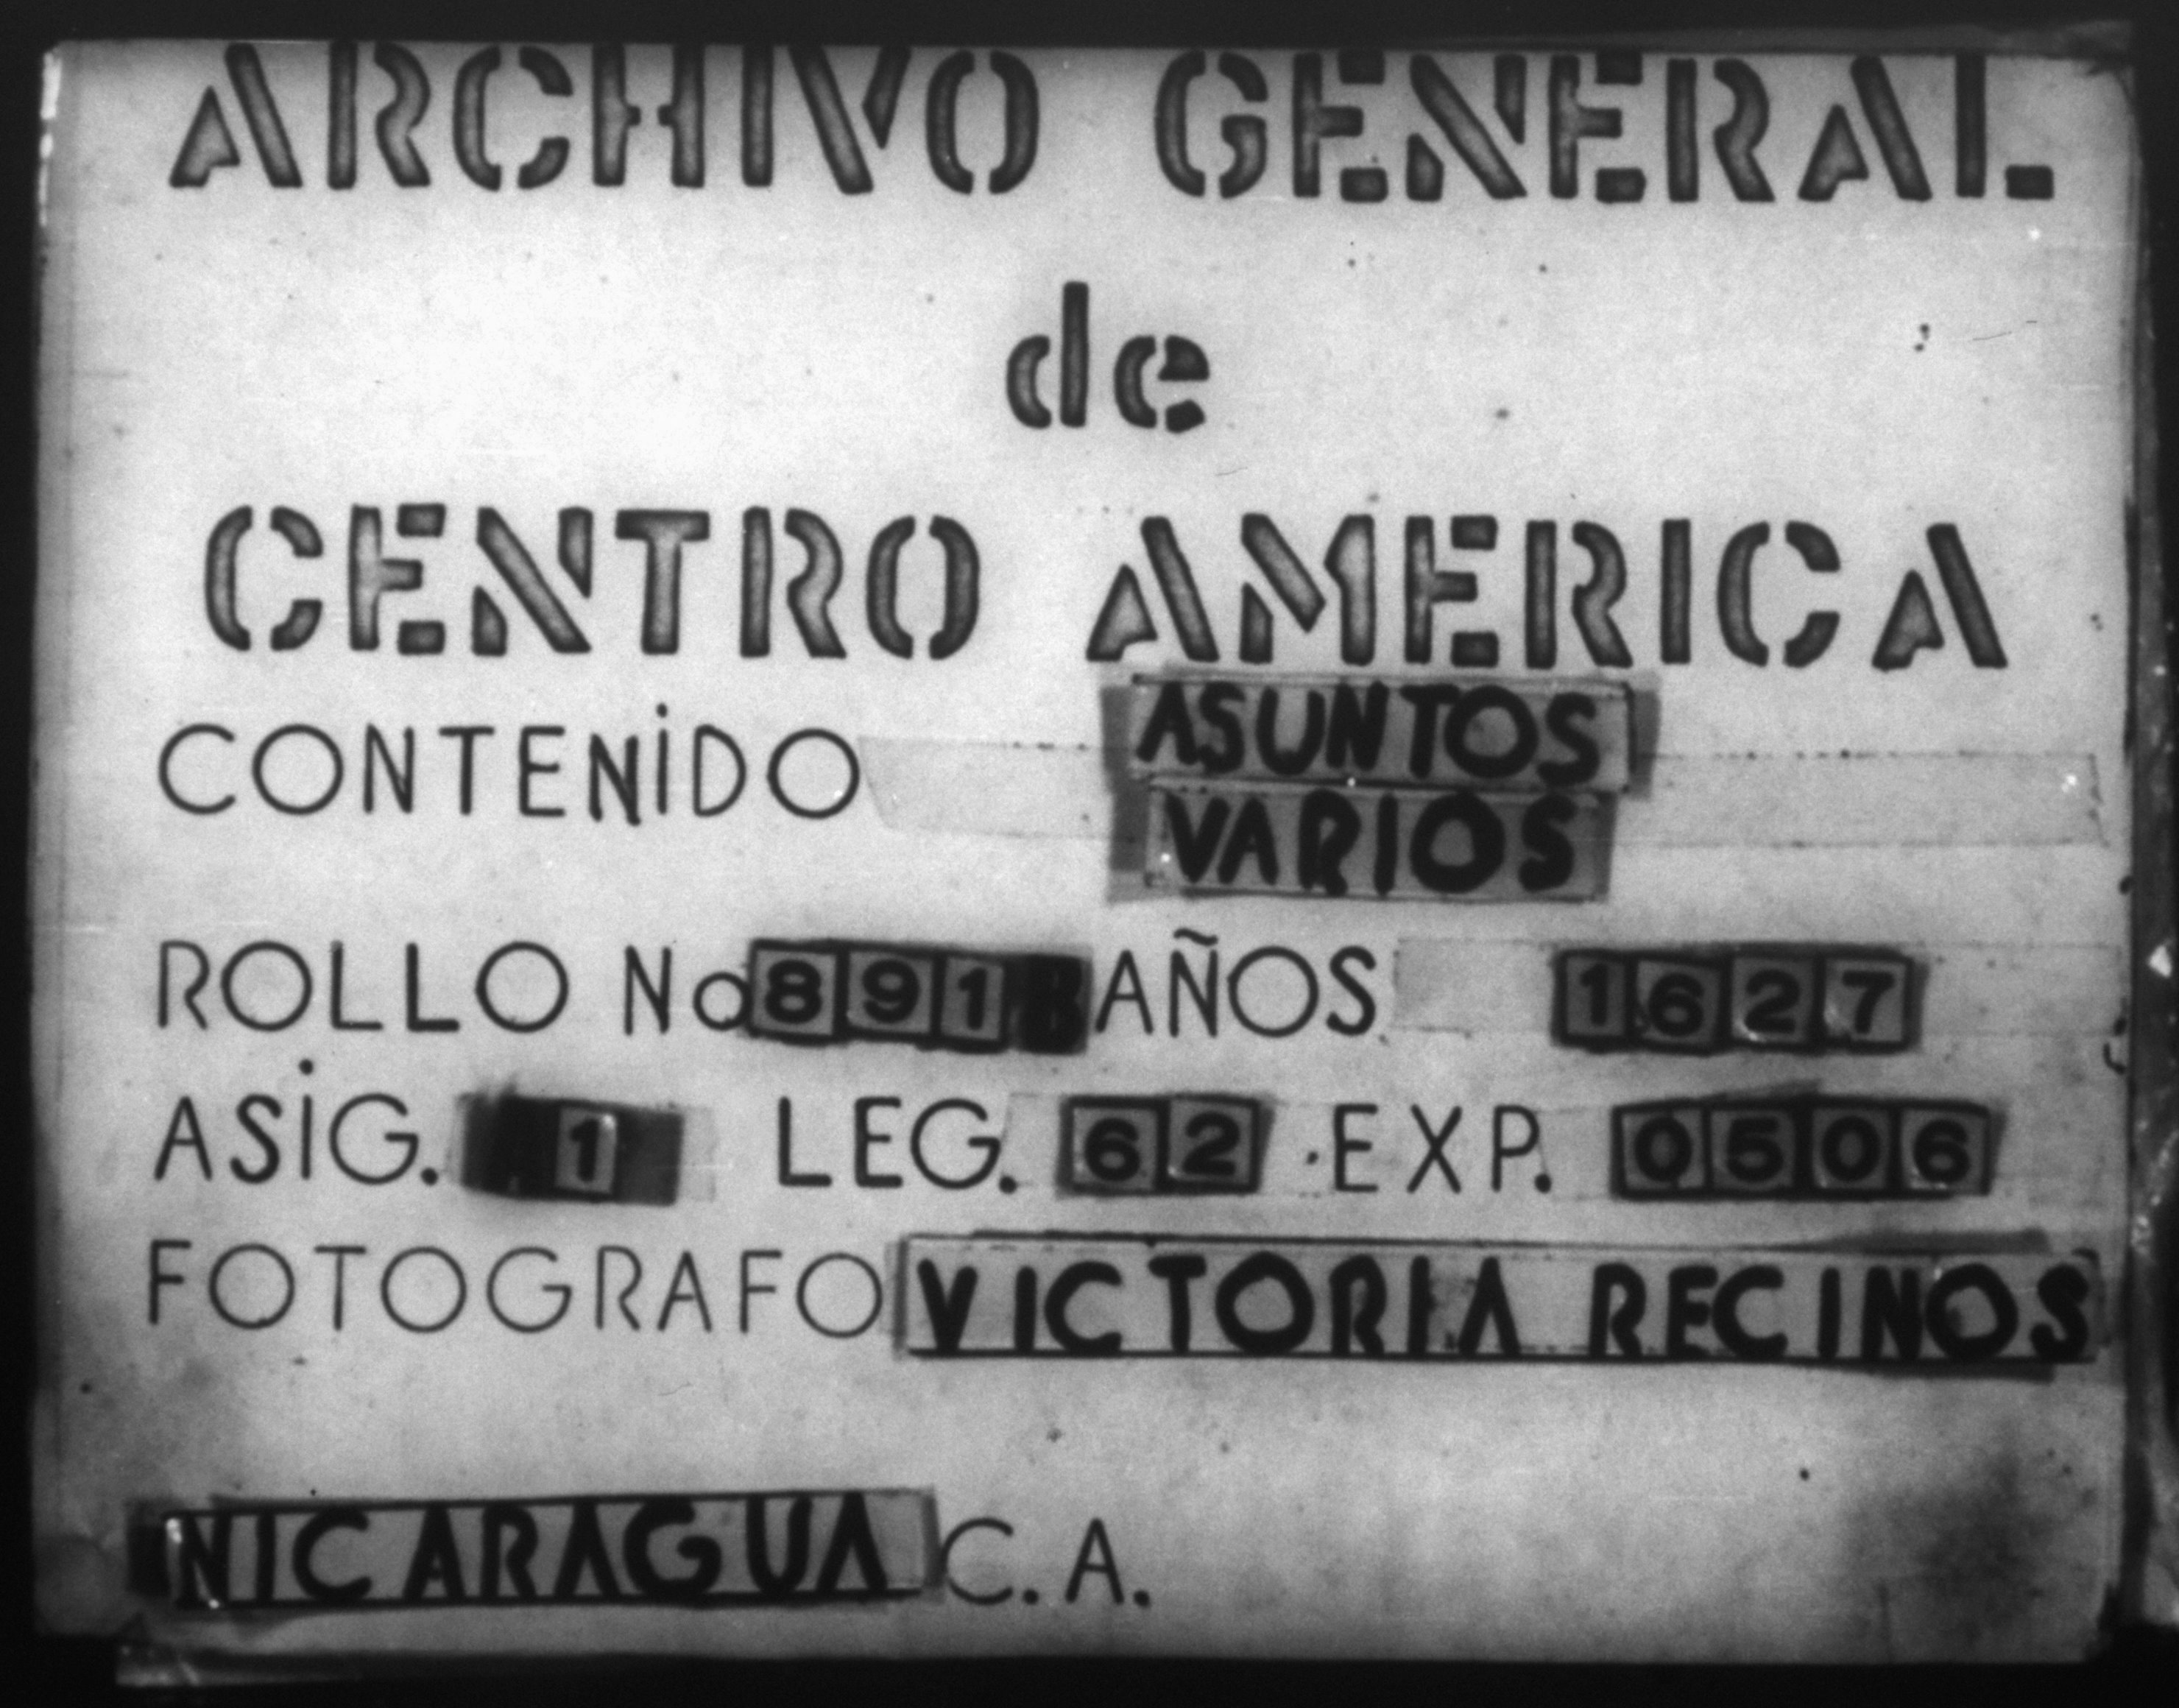 ARCHIVO GENERAL
de
CENTRO AMERICA
CONTENIDO ASUNTOS
VARIOS
ROLLO No 891 AÑOS 1627
ASIG. 1 LEG. 62 EXP. 0506
FOTOGRAFO VICTORIA RECINOS
NICARAGUA C.A.